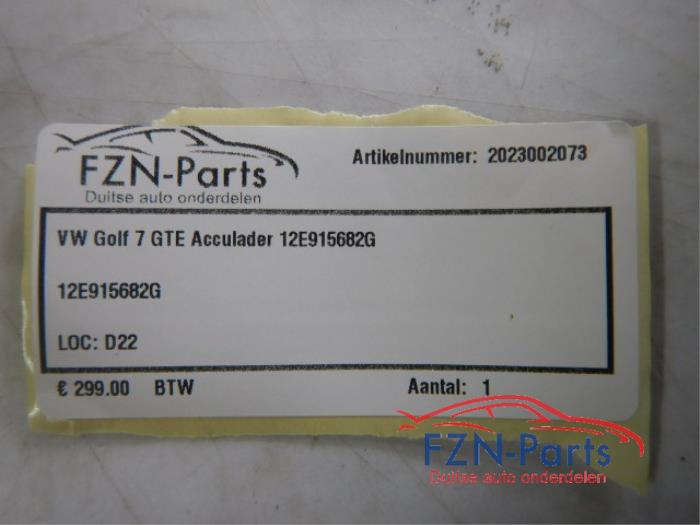 FZN-Parts
Duitse auto onderdelen
Artikelnummer: 2023002073
VW Golf 7 GTE Acculader 12E915682G
12E915682G
LOC: D22
€ 299.00 BTW Aantal: 1
FZN-Parts
Duitse auto onderdelen